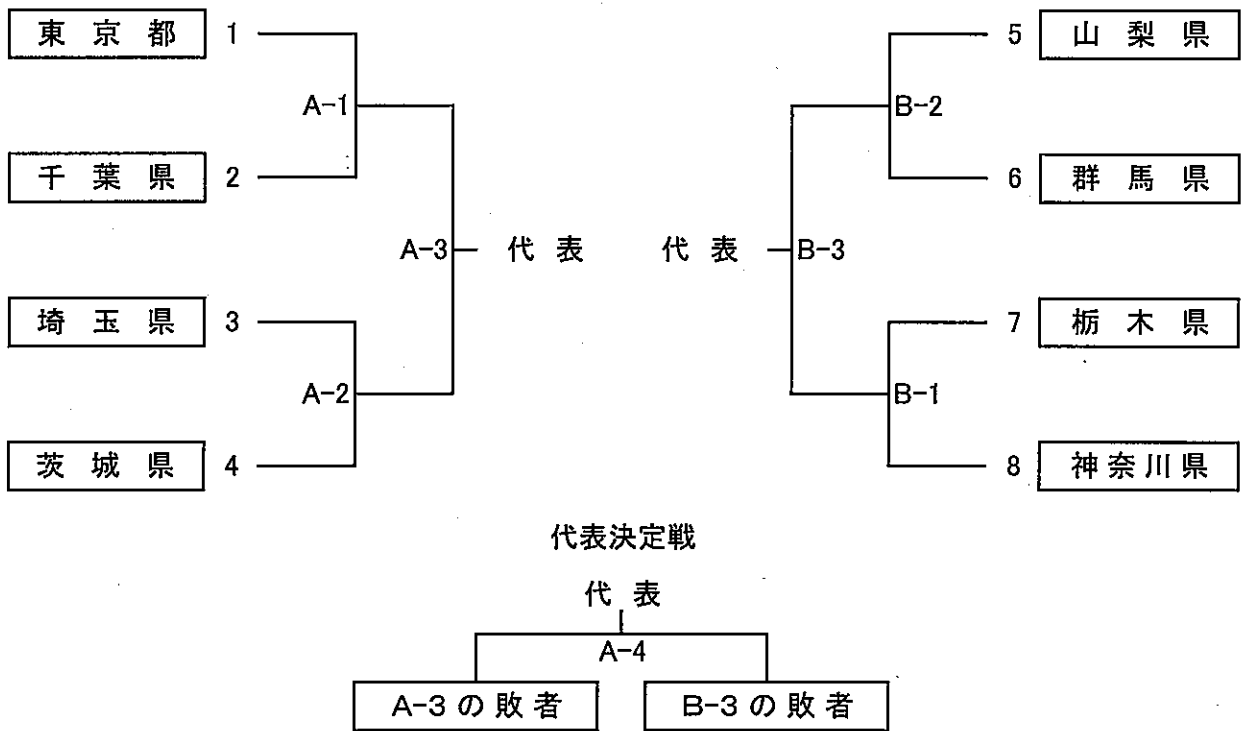 東京都 1 5 山梨県
A-1 B-2
千葉県 2 6 群馬県
A-3 代表 代表 B-3
埼玉県 3 7 栃木県
A-2 B-1
茨城県 4 8 神奈川県
代表決定戦
代表
A-4
A-3の敗者 B-3の敗者